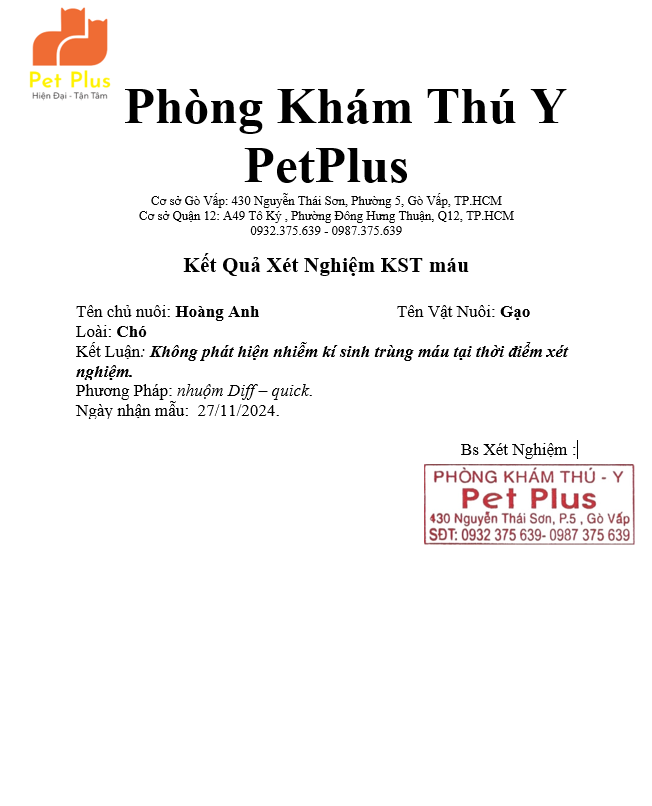 Pet Plus
Hiện Đại - Tận Tâm
Phòng Khám Thú Y
PetPlus
Cơ sở Gò Vấp: 430 Nguyễn Thái Sơn, Phường 5, Gò Vấp, TP.HCM
Cơ sở Quận 12: A49 Tô Ký , Phường Đông Hưng Thuận, Q12, TP.HCM
0932.375.639 - 0987.375.639
Kết Quả Xét Nghiệm KST máu
Tên chủ nuôi: Hoàng Anh Tên Vật Nuôi: Gạo
Loài: Chó
Kết Luận: Không phát hiện nhiễm kí sinh trùng máu tại thời điểm xét
nghiệm.
Phương Pháp: nhuộm Diff – quick.
Ngày nhận mẫu: 27/11/2024.
Bs Xét Nghiệm :
PHÒNG KHÁM THÚ - Y
Pet Plus
430 Nguyễn Thái Sơn, P.5 , Gò Vấp
SĐT: 0932 375 639- 0987 375 639